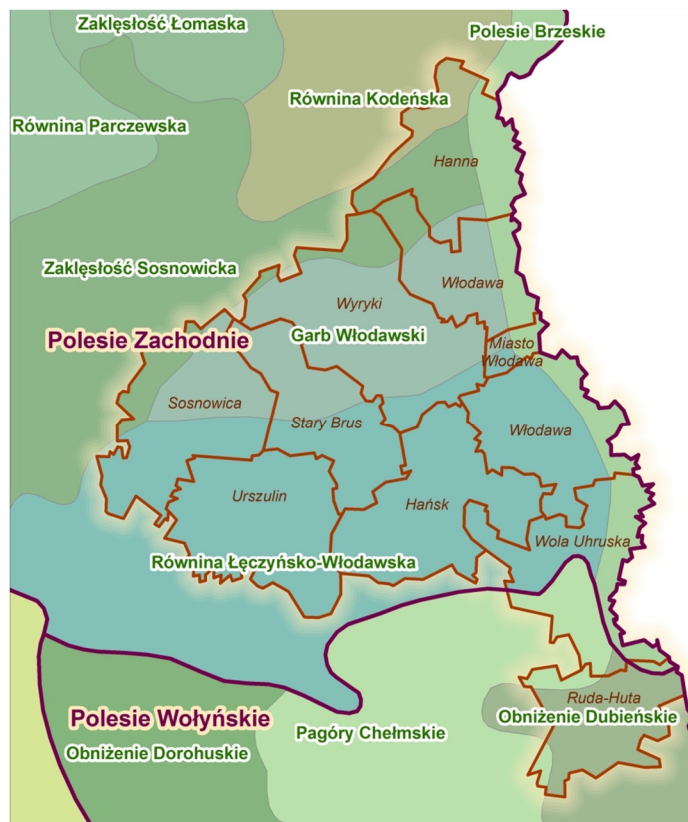 Zaklęsłość Łomaska
Polesie Brzeskie
Równina Kodeńska
Równina Parczewska
Hanna
Zaklęsłość Sosnowicka
Włodawa
Wyryki
Polesie Zachodnie
Garb Włodawski
Miasto
Włodawa
Sosnowica
Stary Brus
Włodawa
Urszulin
Hańsk
Wola Uhruska
Równina Łęczyńsko-Włodawska
Ruda-Huta
Polesie Wołyńskie
Obniżenie Dubieńskie
Pagóry Chełmskie
Obniżenie Dorohuskie